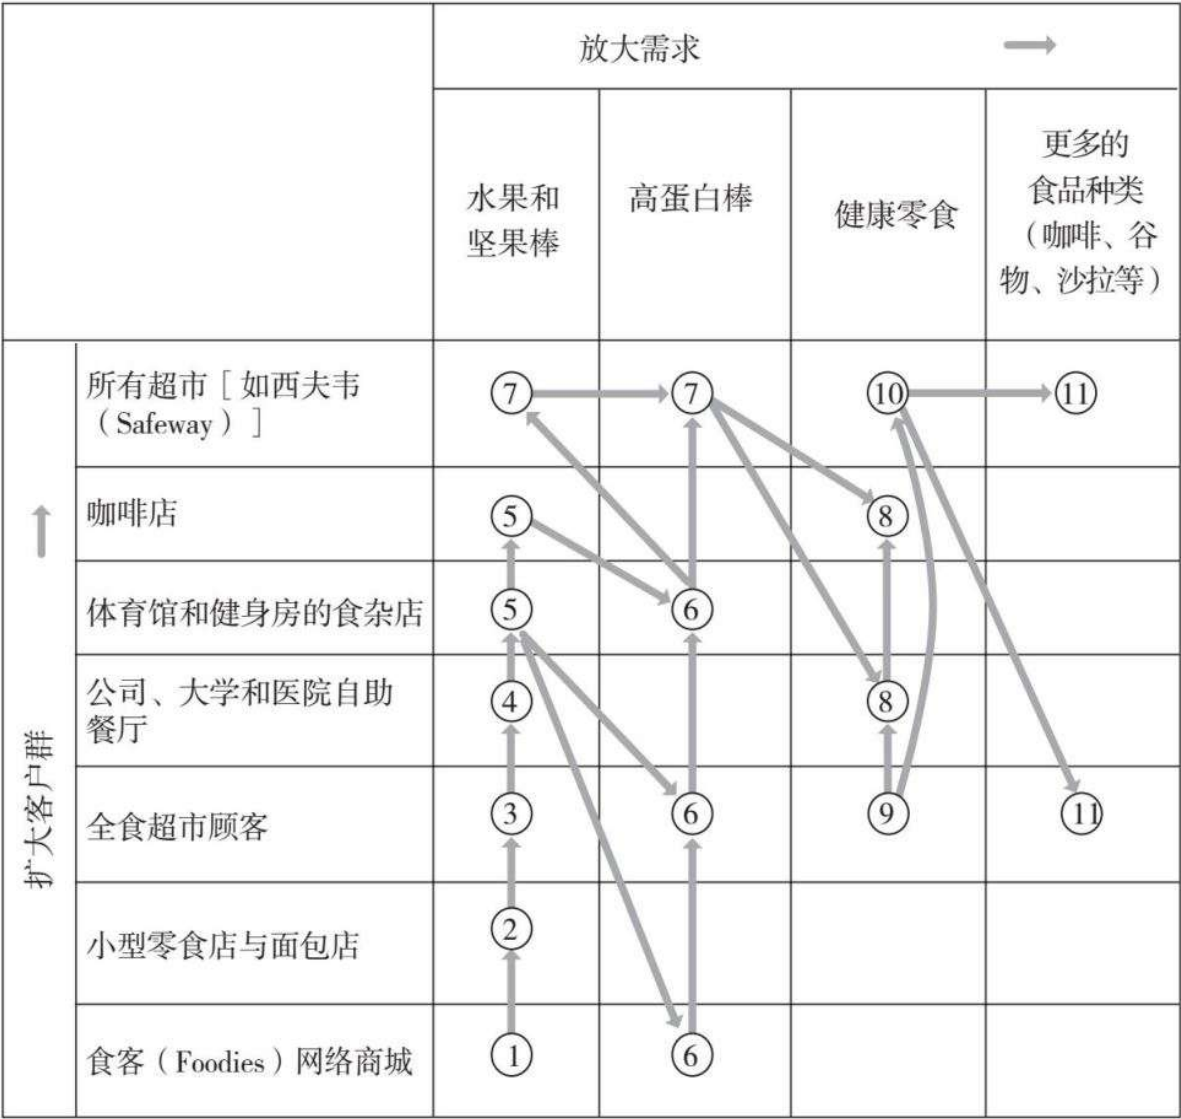 放大需求
水果和
坚果棒
高蛋白棒
健康零食
更多的
食品种类
（咖啡、谷
物、沙拉等）
扩大客户群
所有超市［如西夫韦
（Safeway）］
7
7
10
11
咖啡店
5
8
体育馆和健身房的食杂店
5
6
公司、大学和医院自助
餐厅
4
8
全食超市顾客
3
6
9
11
小型零食店与面包店
2
食客（Foodies）网络商城
1
6